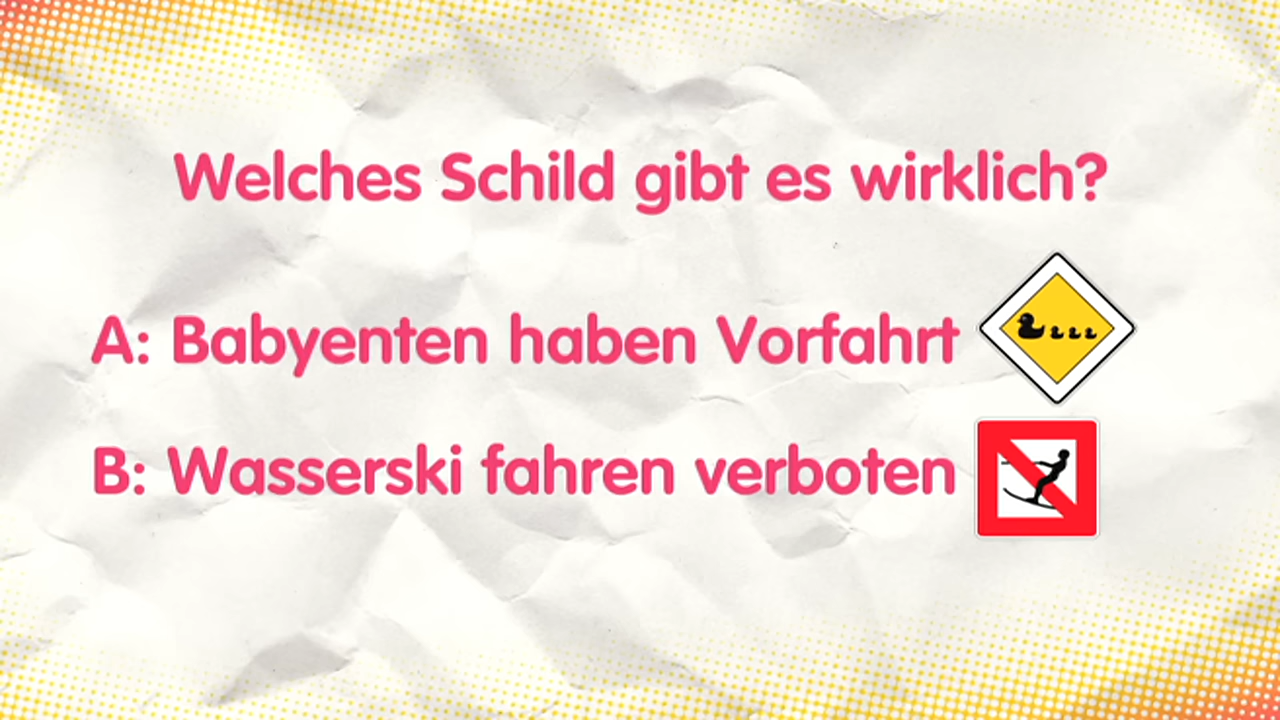 Welches Schild gibt es wirklich?
A: Babyenten haben Vorfahrt
B: Wasserski fahren verboten